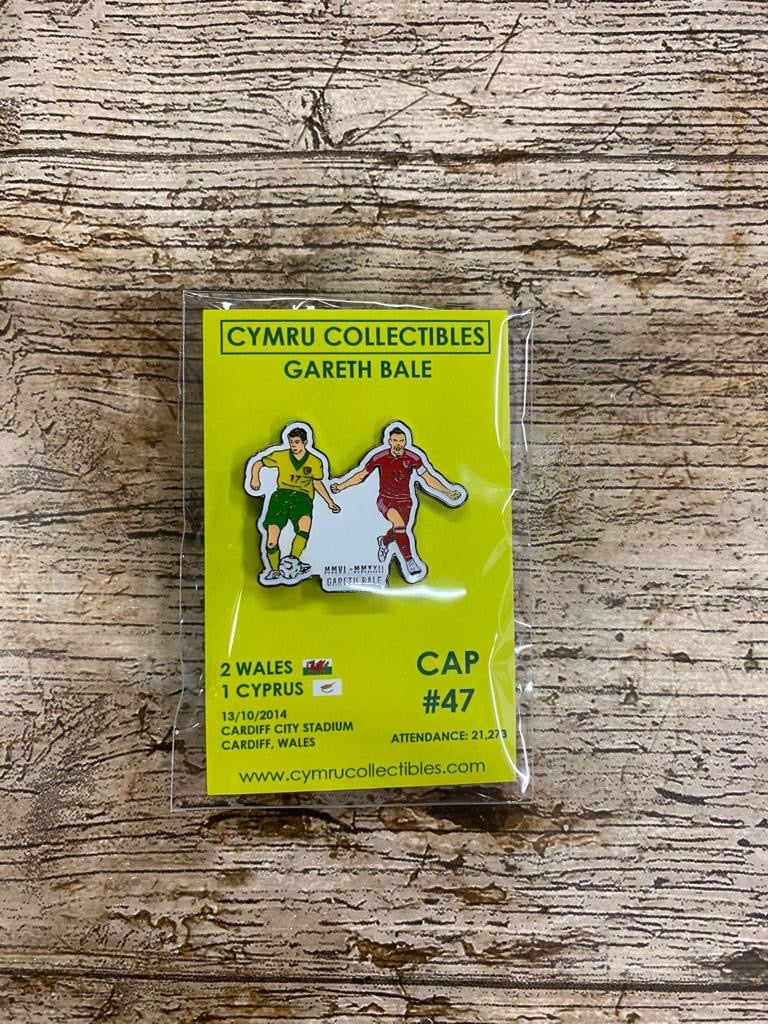 CYMRU COLLECTIBLES
GARETH BALE
17
MMVI - MMXXII
GARETH BALE
2 WALES
1 CYPRUS
13/10/2014
CARDIFF CITY STADIUM
CARDIFF, WALES
CAP
#47
ATTENDANCE: 21,273
www.cymrucollectibles.com